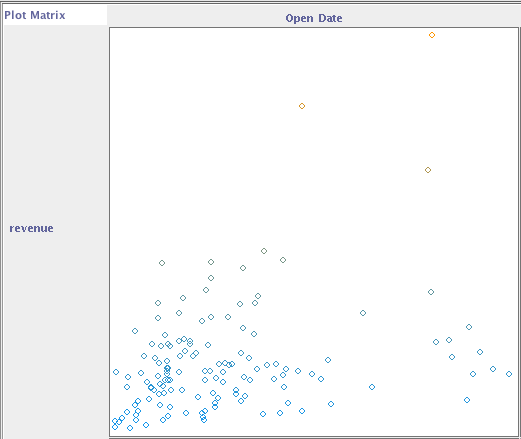 Plot Matrix
Open Date
revenue